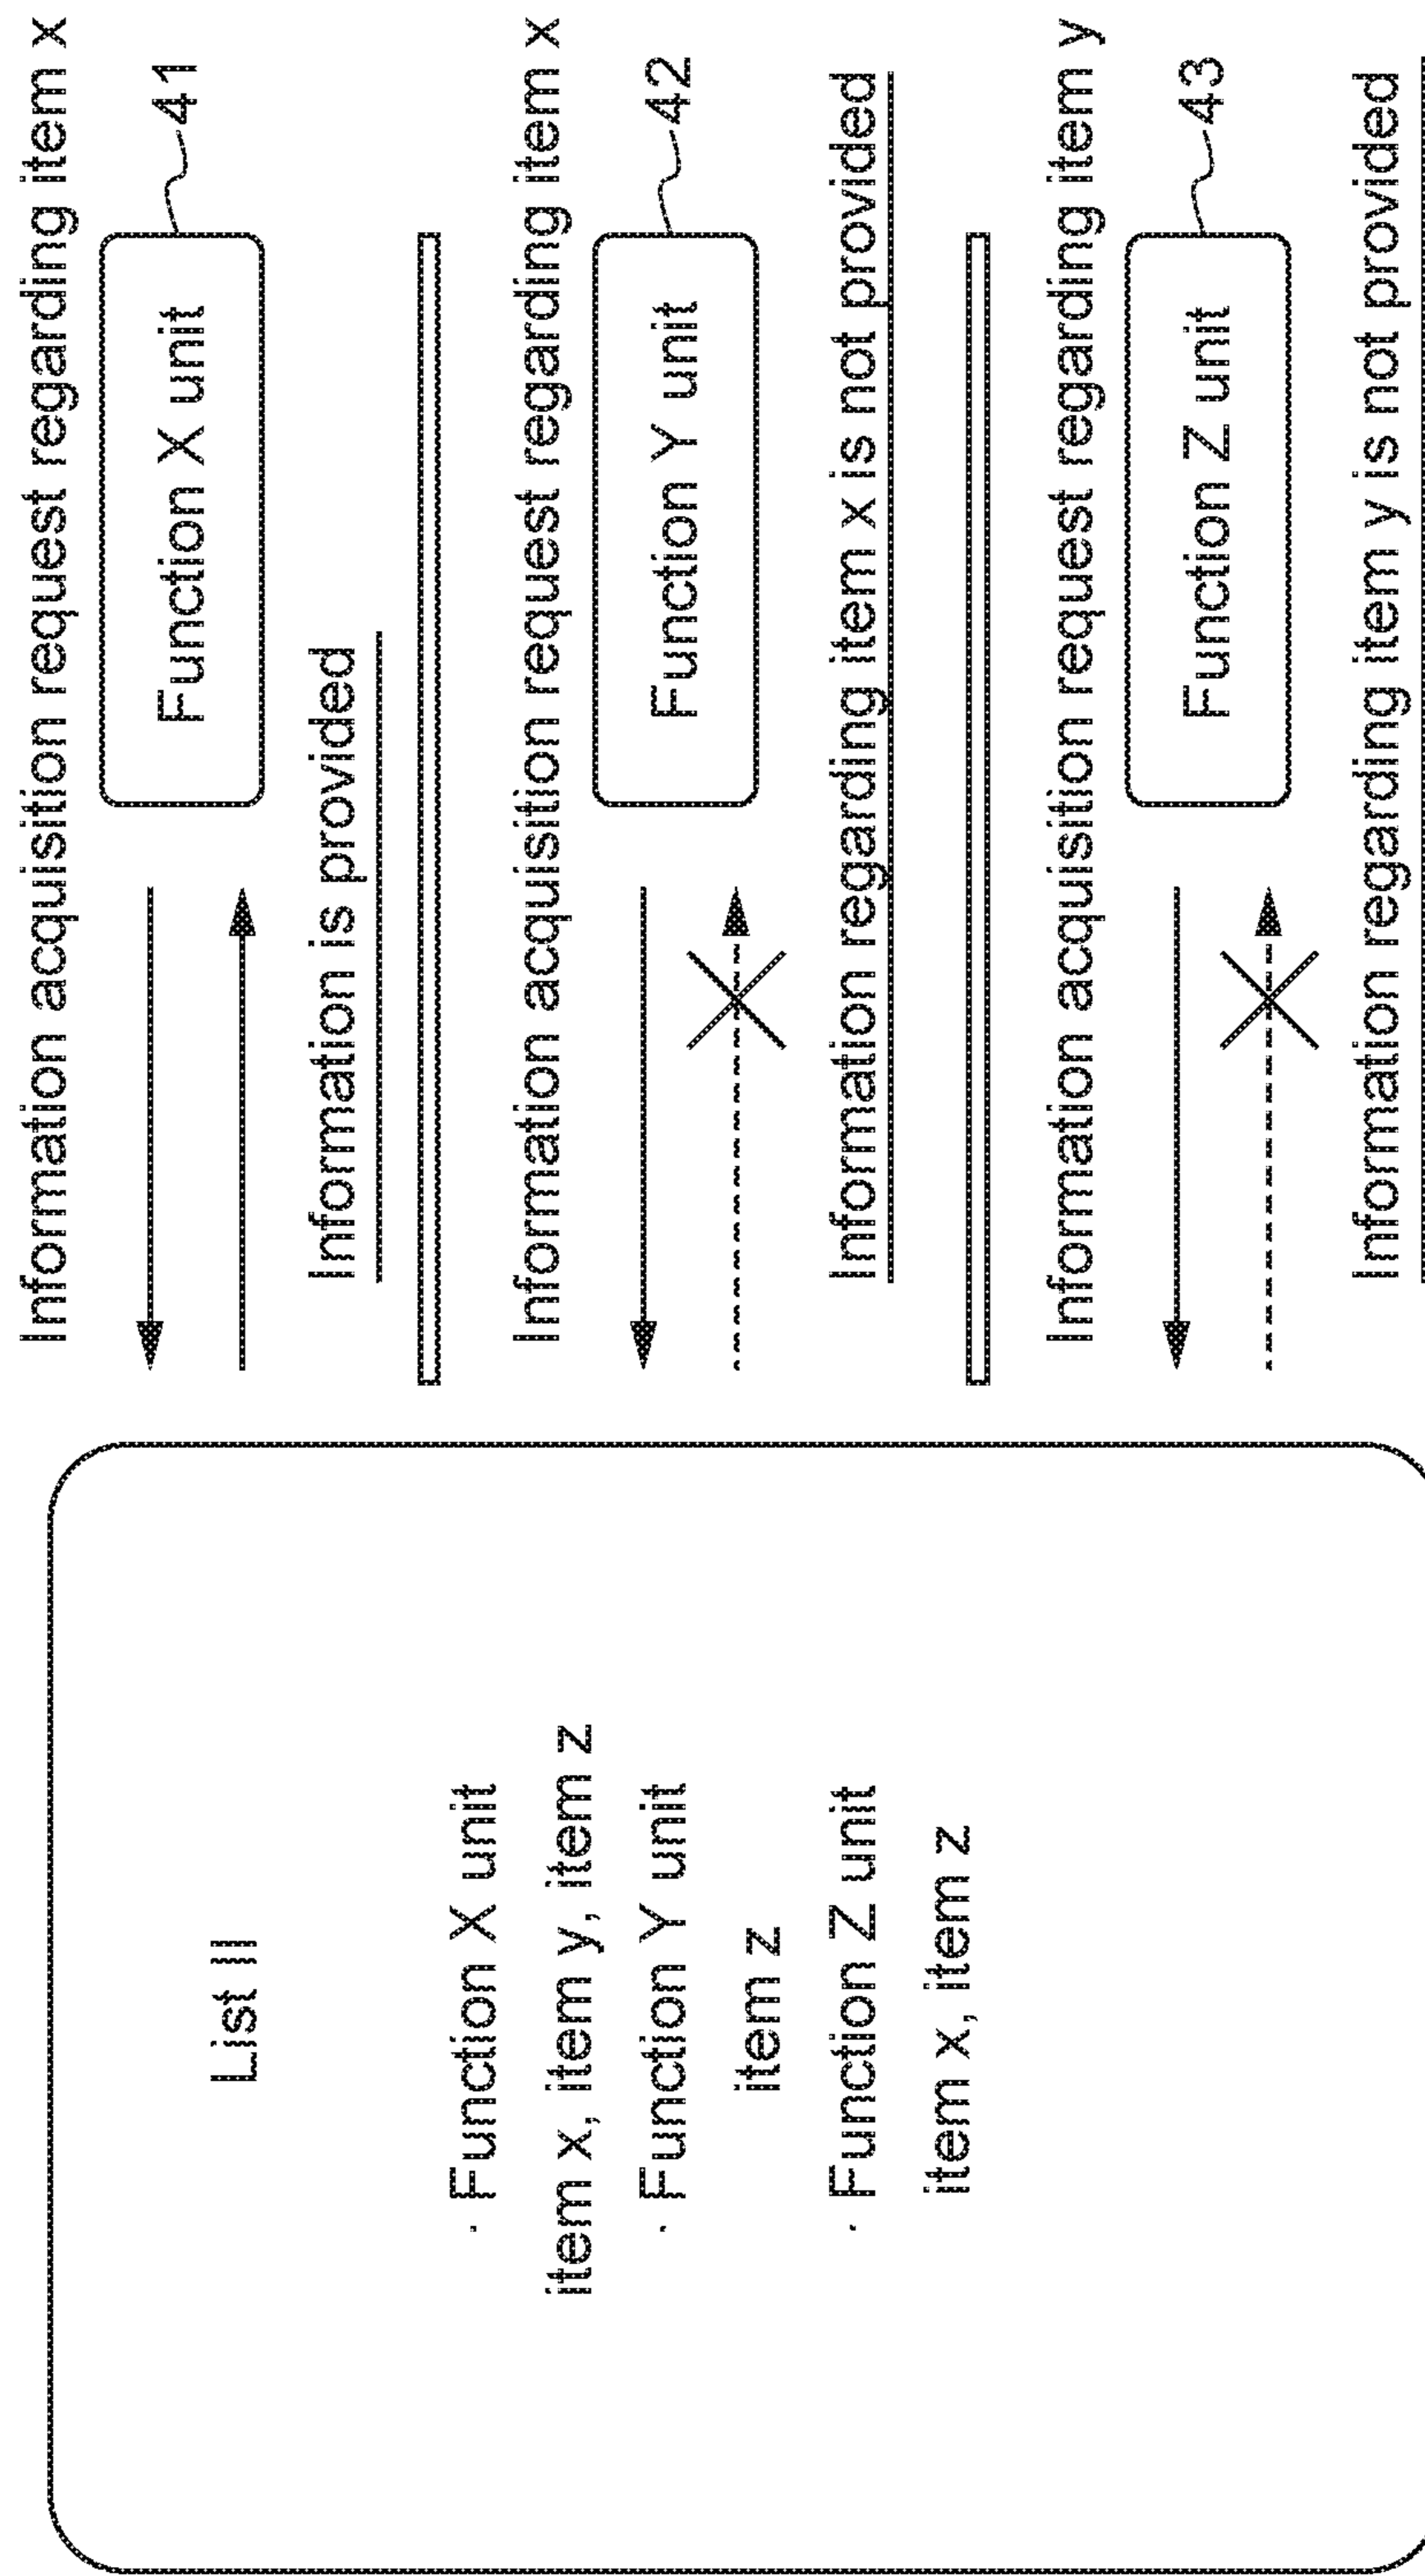 List II
· Function X unit
item x, item y, item z
· Function Y unit
item z
· Function Z unit
item x, item z
Information acquisition request regarding item x
Function X unit
41
Information is provided
Information acquisition request regarding item x
Function Y unit
42
Information regarding item x is not provided
Information acquisition request regarding item y
Function Z unit
43
Information regarding item y is not provided